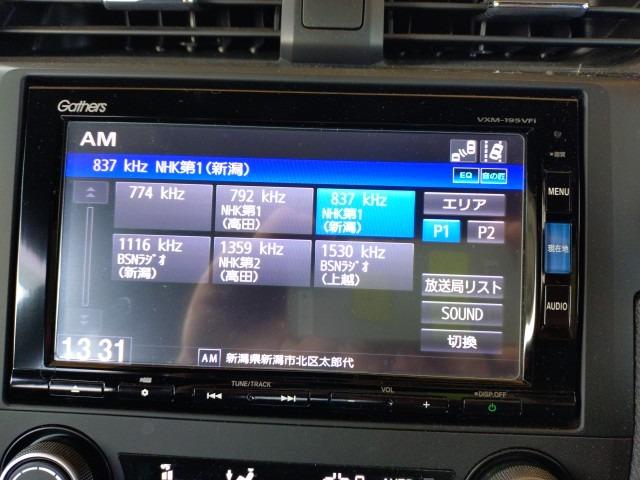 Gathers
VXM-195VFi
AM
837 kHz NHK第1(新潟)
EQ 音の匠
774 kHz
792 kHz
NHK第1
(高田)
837 kHz
NHK第1
(新潟)
エリア
P1 P2
1116 kHz
BSNラジオ
(新潟)
1359 kHz
NHK第2
(高田)
1530 kHz
BSNラジオ
(上越)
放送局リスト
SOUND
切換
13:31
AM 新潟県新潟市北区太郎代
MENU
現在地
AUDIO
TUNE/TRACK
VOL
DISP.OFF